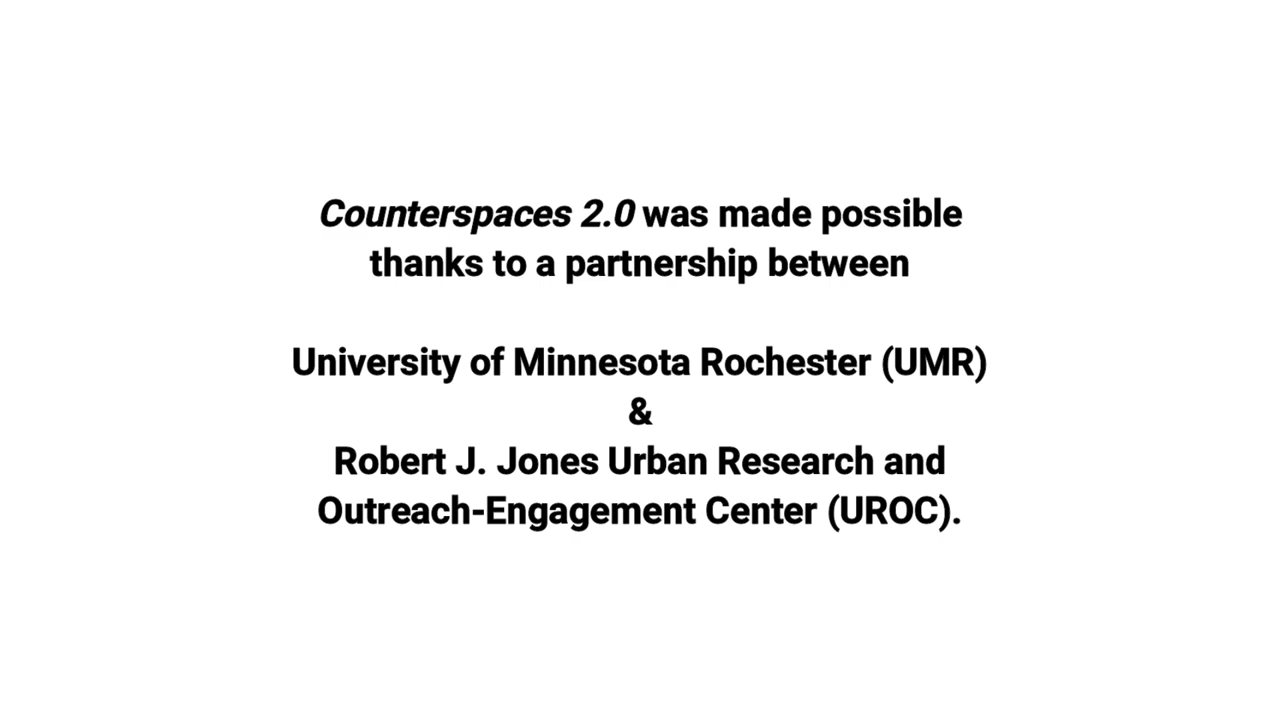 Counterspaces 2.0 was made possible
thanks to a partnership between
University of Minnesota Rochester (UMR)
&
Robert J. Jones Urban Research and
Outreach-Engagement Center (UROC).